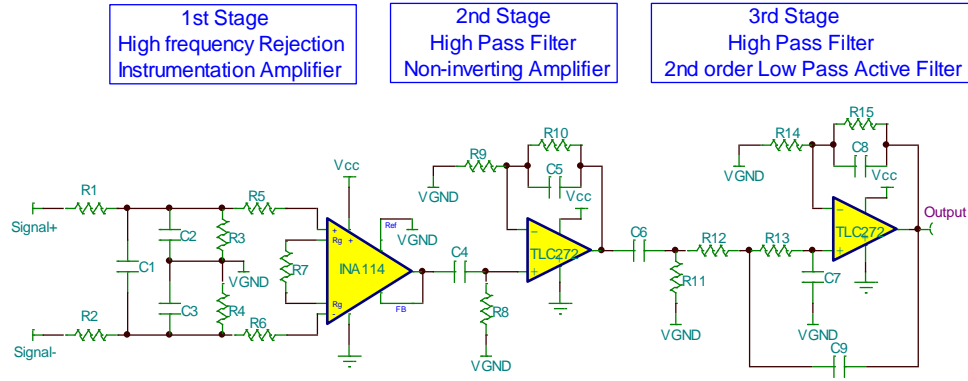 1st Stage
High frequency Rejection
Instrumentation Amplifier
2nd Stage
High Pass Filter
Non-inverting Amplifier
3rd Stage
High Pass Filter
2nd order Low Pass Active Filter
Signal+
R1
C1
C2
C3
R3
R4
VGND
R5
R6
R2
Signal-
R7
Vcc
+
+
Rg
Rg
-
INA114
Ref
VGND
FB
C4
R8
VGND
R9
VGND
R10
C5
Vcc
-
+
TLC272
C6
R11
VGND
R12
R13
R14
VGND
R15
C8
Vcc
-
+
TLC272
C7
VGND
C9
Output